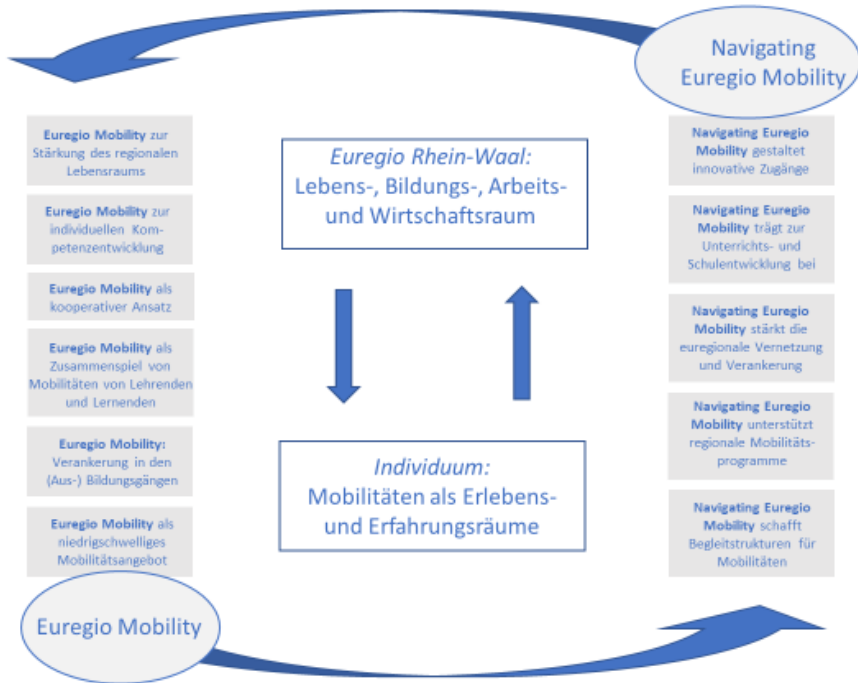 Navigating
Euregio Mobility
Euregio Mobility zur
Stärkung des regionalen
Lebensraums
Euregio Mobility zur
individuellen Kom-
petenzentwicklung
Euregio Mobility als
kooperativer Ansatz
Euregio Mobility als
Zusammenspiel von
Mobilitäten von Lehrenden
und Lernenden
Euregio Mobility:
Verankerung in den
(Aus-) Bildungsgängen
Euregio Mobility als
niedrigschwelliges
Mobilitätsangebot
Euregio Mobility
Euregio Rhein-Waal:
Lebens-, Bildungs-, Arbeits-
und Wirtschaftsraum
Individuum:
Mobilitäten als Erlebens-
und Erfahrungsräume
Navigating Euregio
Mobility gestaltet
innovative Zugänge
Navigating Euregio
Mobility trägt zur
Unterrichts- und
Schulentwicklung bei
Navigating Euregio
Mobility stärkt die
euregionale Vernetzung
und Verankerung
Navigating Euregio
Mobility unterstützt
regionale Mobilitäts-
programme
Navigating Euregio
Mobility schafft
Begleitstrukturen für
Mobilitäten